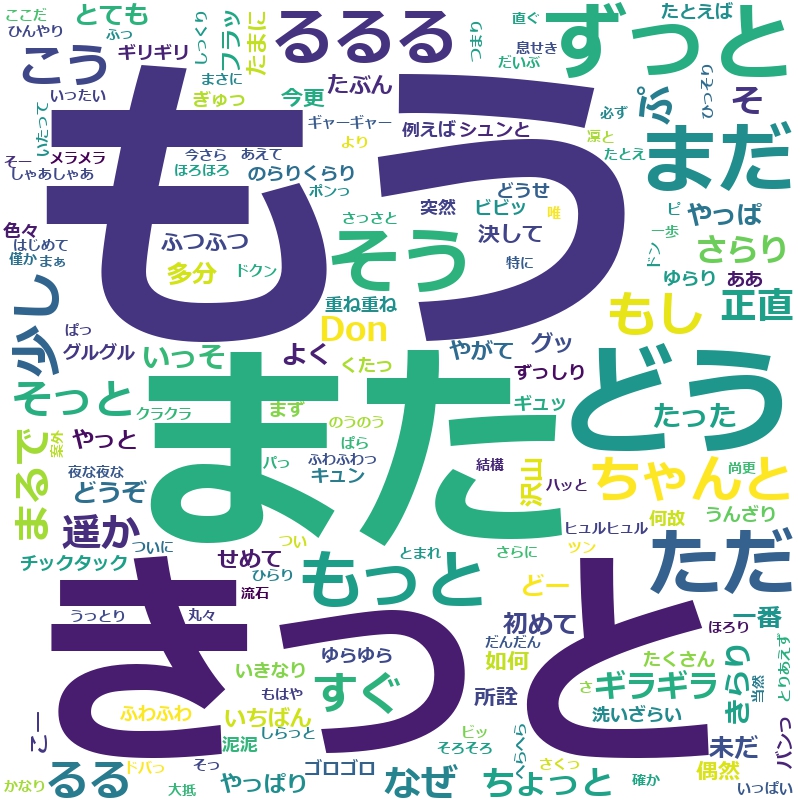 ここだ
とても
ひんやり
ふっ
こう
ギリギリ
しっくり
フラッ
たまに
るるる
つまり
ずっと
直ぐ
たとえば
息せき
だいぶ
まさに
たぶん
いったい
ぎゅっ
今更
いたって
ギャーギャー
例えば
シュンと
ぷ
そ
ひっそり
必ず
凛と
まだ
たとえ
より
そー
メラメラ
今さら
あえて
しゃあしゃあ
ほろほろ
のらりくらり
ポンっ
もう
どうせ
唯
ピ
やっぱ
色々
さっさと
突然
ビビッ
一歩
はじめて
ふつふつ
そう
決して
ドン
さらり
僅か
まぁ
多分
ドクン
特に
ゆらり
ああ
少し
重ね重ね
もし
正直
ぱっ
Don
グルグル
いっそ
よく
くたっ
やがて
グッ
どう
ずっしり
そっと
クラクラ
まず
のうのう
また
ギュッ
たった
まるで
案外
やっと
ぱら
パっ
ふわふわっ
結構
沢山
ちゃんと
尚更
夜な夜な
どうぞ
キュン
ハッと
遥か
何故
うんざり
ついに
つい
ヒュルヒュル
チックタック
せめて
とまれ
さらに
ツン
ただ
ひらり
もっと
うっとり
丸々
流石
どー
きっと
初めて
一番
だんだん
ほろり
ゆらゆら
いきなり
如何
たくさん
きらり
とりあえず
もはや
すぐ
所詮
さ
ギラギラ
当然
ふわふわ
いちばん
洗いざらい
こー
泥泥
しらっと
ビッ
そろそろ
へらへら
未だ
バンっ
ドバっ
そっ
ゴロゴロ
さくっ
偶然
かなり
るる
大抵
やっぱり
なぜ
ちょっと
確か
いっぱい